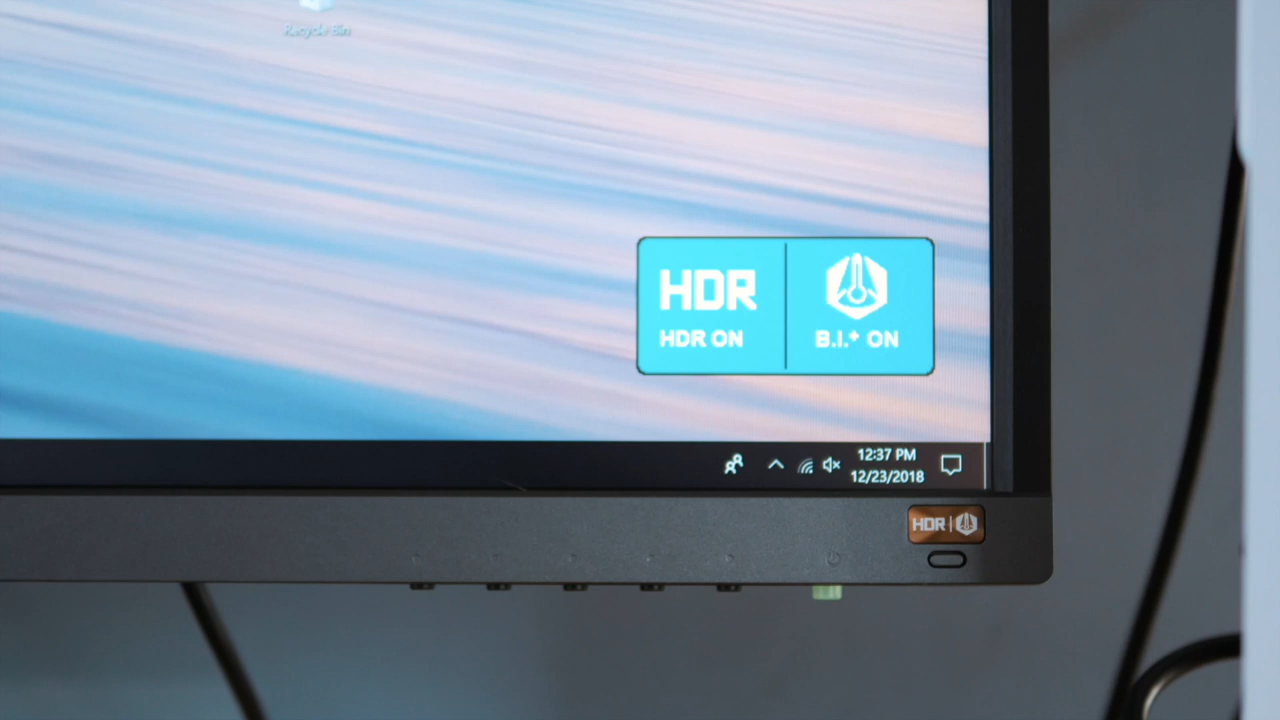 Recycle Bin
HDR
HDR ON
B.I.+ ON
12:37 PM
12/23/2018
HDR